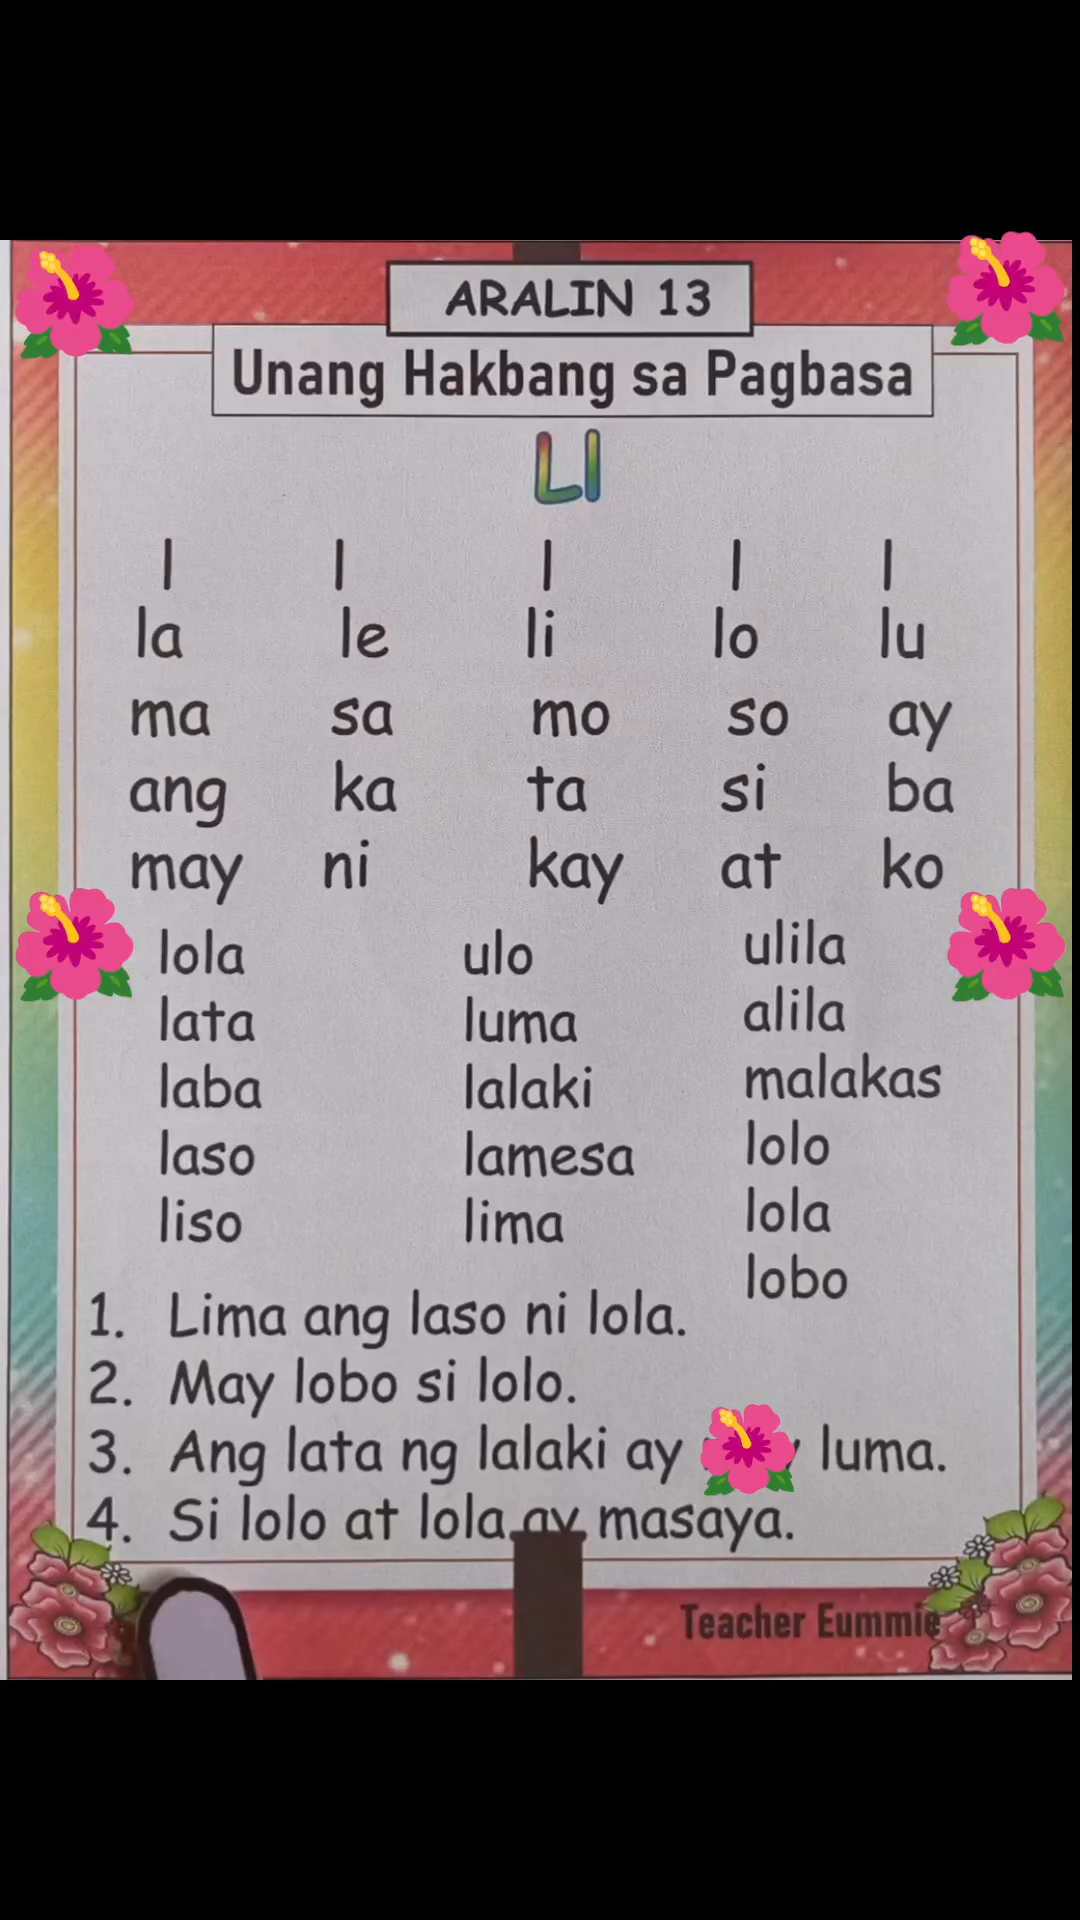 ARALIN 13
Unang Hakbang sa Pagbasa
Ll
l l l l l
la le li lo lu
ma sa mo so ay
ang ka ta si ba
may ni kay at ko
lola ulo ulila
lata luma alila
laba lalaki malakas
laso lamesa lolo
liso lima lola
lobo
1. Lima ang laso ni lola.
2. May lobo si lolo.
3. Ang lata ng lalaki ay luma.
4. Si lolo at lola ay masaya.
Teacher Eummie